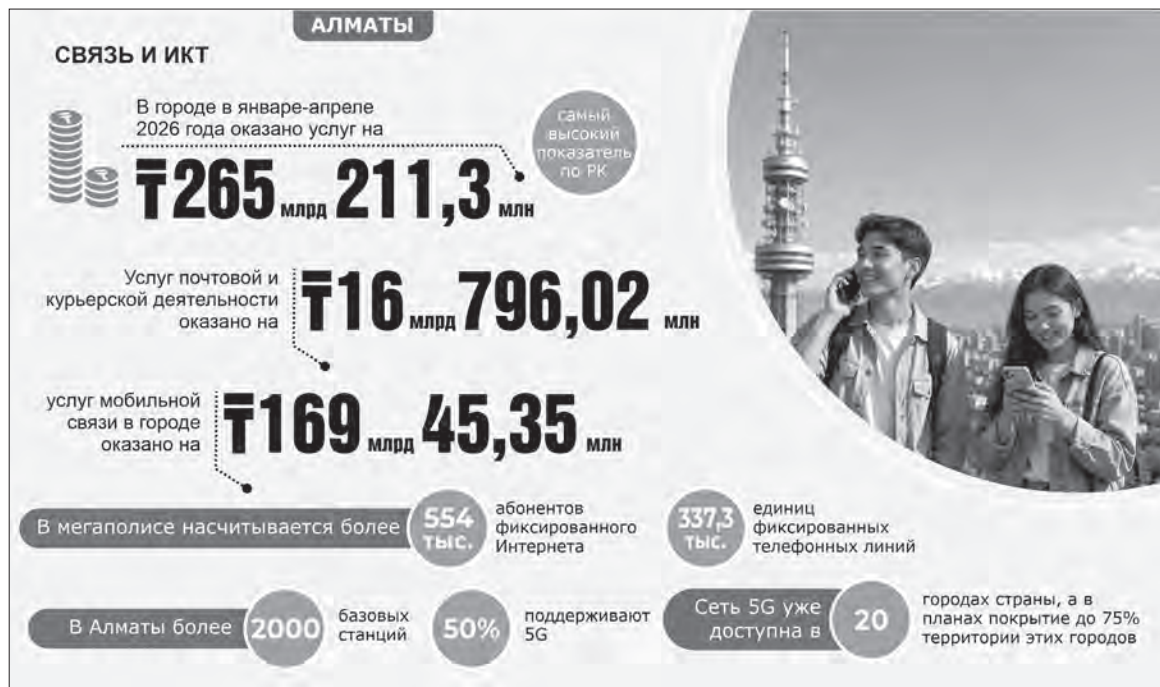 АЛМАТЫ
СВЯЗЬ И ИКТ
В городе в январе-апреле
2026 года оказано услуг на
₸265 млрд 211,3 млн
самый
высокий
показатель
по РК
Услуг почтовой и
курьерской деятельности
оказано на
₸16 млрд 796,02 млн
услуг мобильной
связи в городе
оказано на
₸169 млрд 45,35 млн
В мегаполисе насчитывается более
554
тыс.
абонентов
фиксированного
Интернета
337,3
тыс.
единиц
фиксированных
телефонных линий
В Алматы более
2000
базовых
станций
50%
поддерживают
5G
Сеть 5G уже
доступна в
20
городах страны, а в
планах покрытие до 75%
территории этих городов